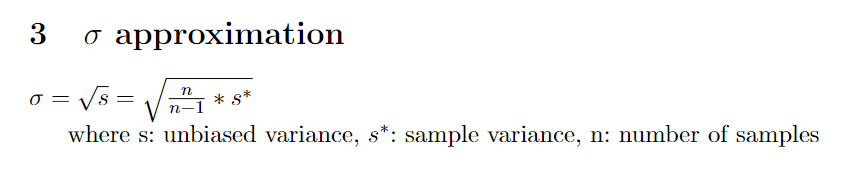 3 σ approximation
σ = √s = √(n/(n−1) ∗ s*)
where s: unbiased variance, s*: sample variance, n: number of samples